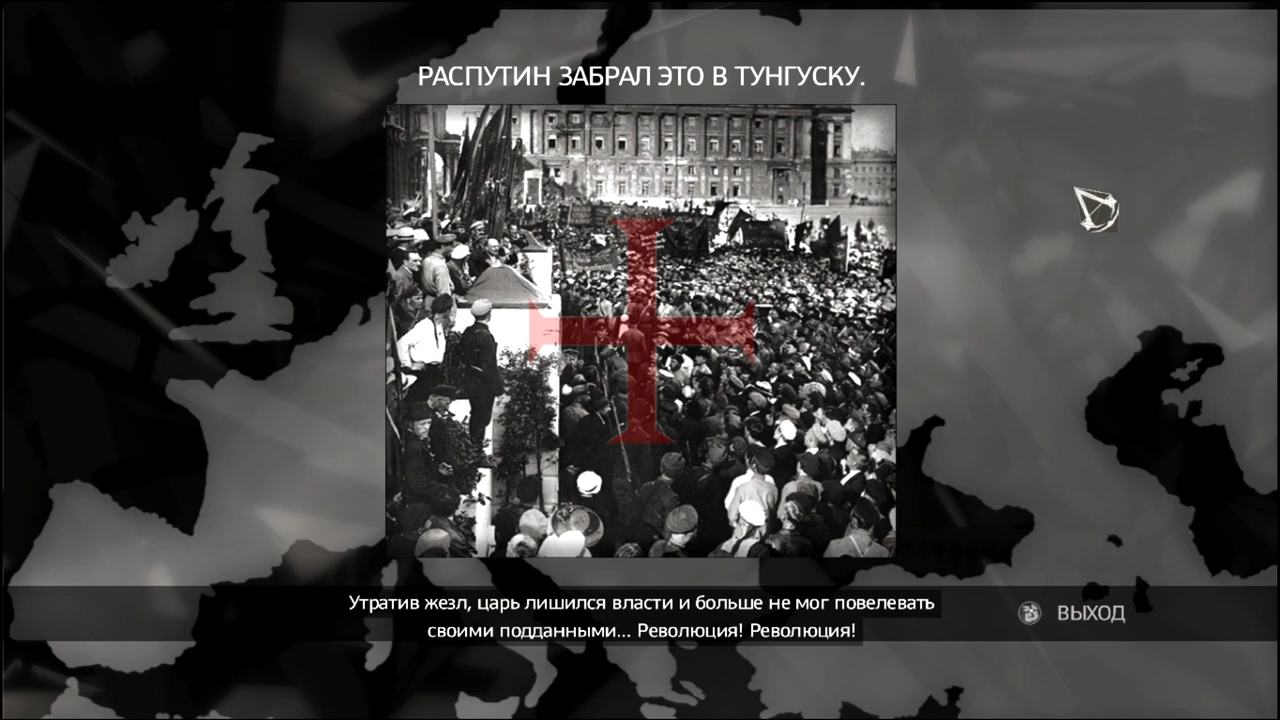 РАСПУТИН ЗАБРАЛ ЭТО В ТУНГУСКУ.
Утратив жезл, царь лишился власти и больше не мог повелевать
своими подданными... Революция! Революция!
ВЫХОД